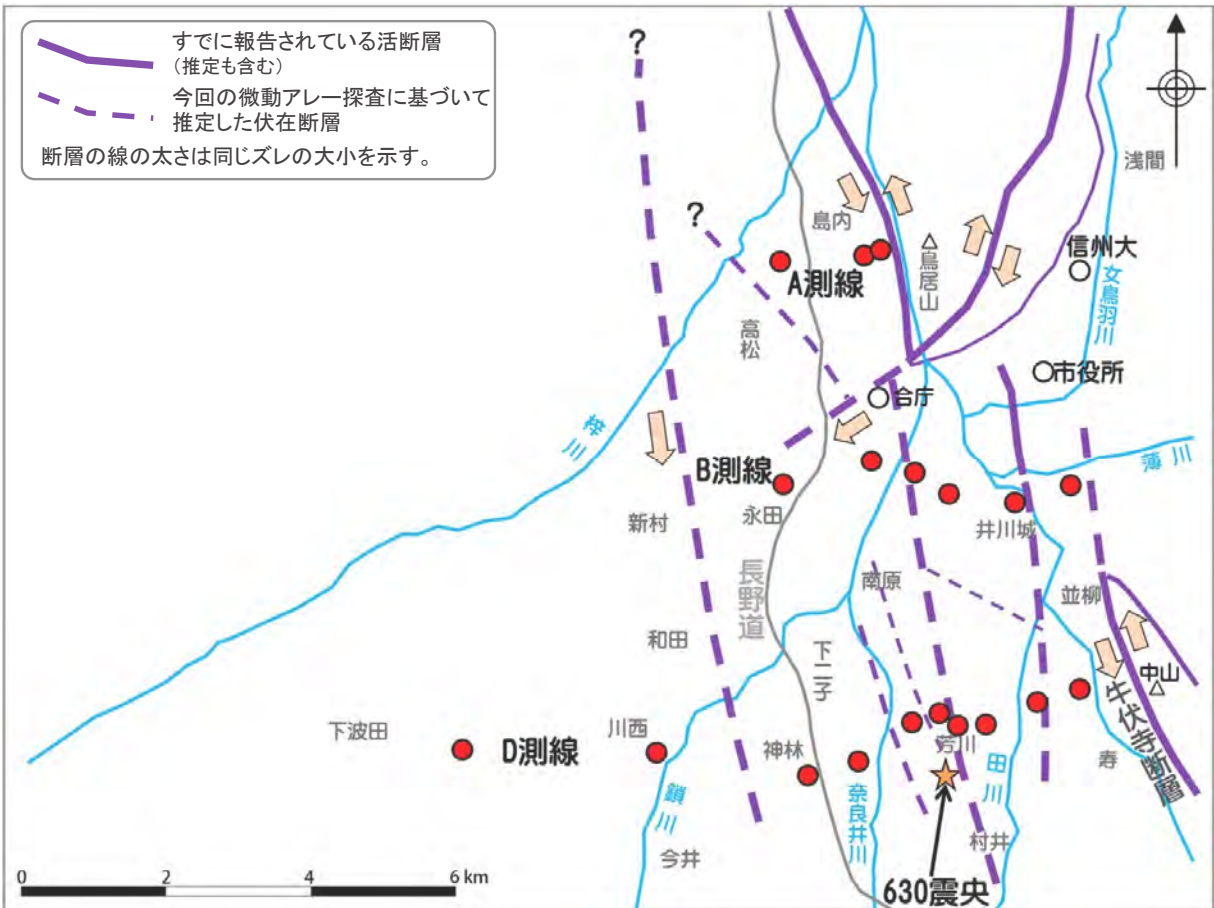 すでに報告されている活断層
（推定も含む）
今回の微動アレー探査に基づいて
推定した伏在断層
断層の線の太さは同じズレの大小を示す。
?
?
浅間
島内
鳥居山
信州大
女鳥羽川
A測線
高松
市役所
合庁
梓川
B測線
薄川
新村
永田
井川城
長野道
南原
並柳
和田
下二子
中山
牛伏寺断層
下波田
川西
D測線
神林
芳川
寿
鎖川
奈良井川
田川
今井
村井
630震央
0 2 4 6 km